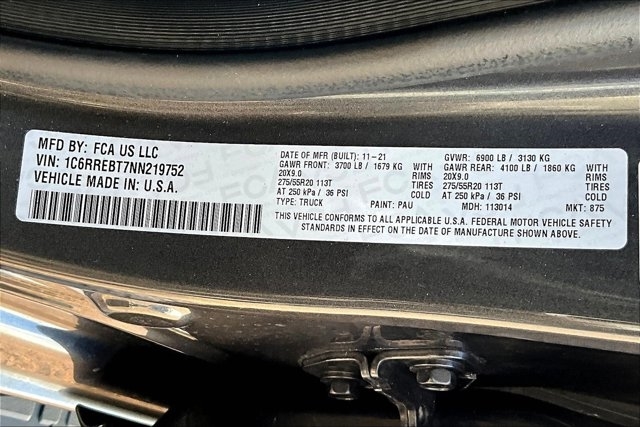 MFD BY: FCA US LLC
VIN: 1C6RREBT7NN219752
VEHICLE MADE IN: U.S.A.
DATE OF MFR (BUILT): 11-21 GVWR: 6900 LB / 3130 KG
GAWR FRONT: 3700 LB / 1679 KG WITH GAWR REAR: 4100 LB / 1860 KG WITH
20X9.0 RIMS 20X9.0 RIMS
275/55R20 113T TIRES 275/55R20 113T TIRES
AT 250 kPa / 36 PSI COLD AT 250 kPa / 36 PSI COLD
TYPE: TRUCK PAINT: PAU MDH: 113014 MKT: 875
THIS VEHICLE CONFORMS TO ALL APPLICABLE U.S.A. FEDERAL MOTOR VEHICLE SAFETY
STANDARDS IN EFFECT ON THE DATE OF MANUFACTURE SHOWN ABOVE.